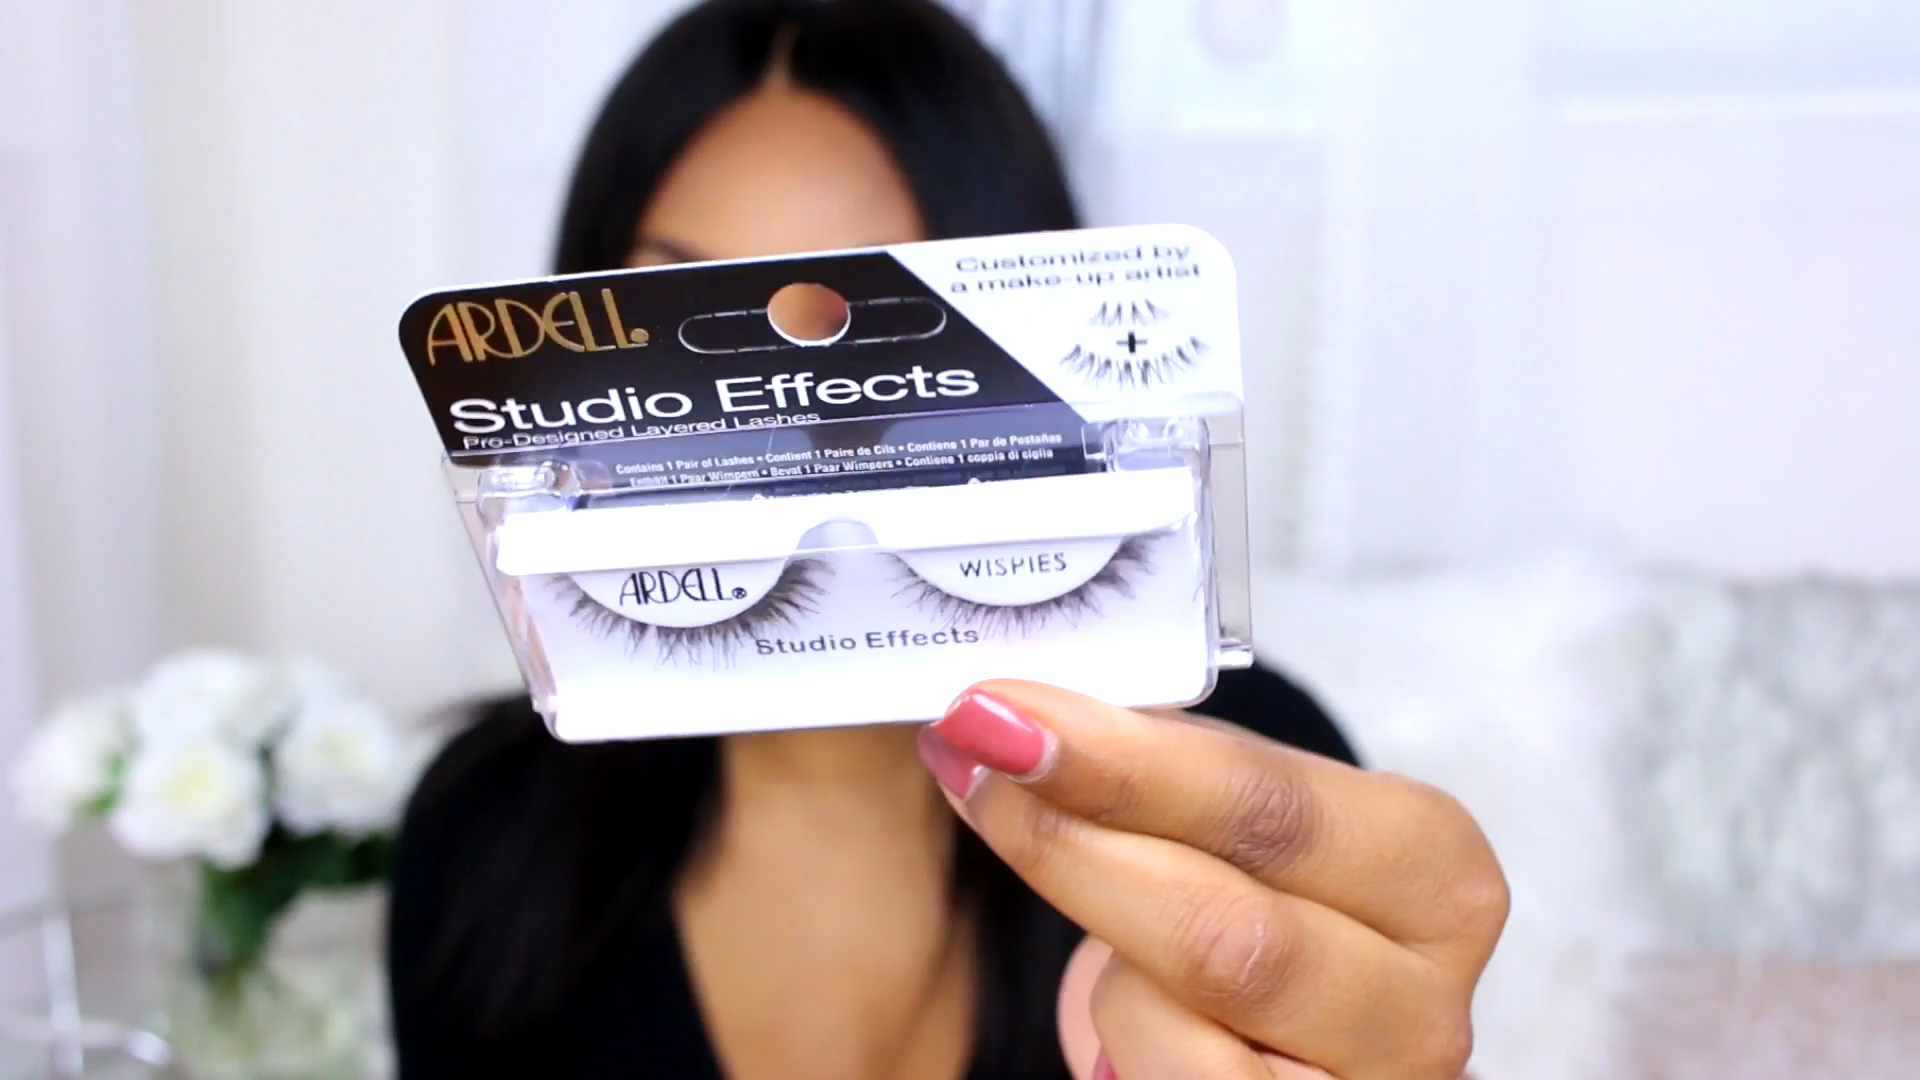 ARDELL.
Customized by
a make-up artist
Studio Effects
Pro-Designed Layered Lashes
Contains 1 Pair of Lashes • Contient 1 Paire de Cils • Contiene 1 Par de Pestañas
Enthält 1 Paar Wimpern • Bevat 1 Paar Wimpers • Contiene 1 coppia di ciglia
ARDELL®
WISPIES
Studio Effects